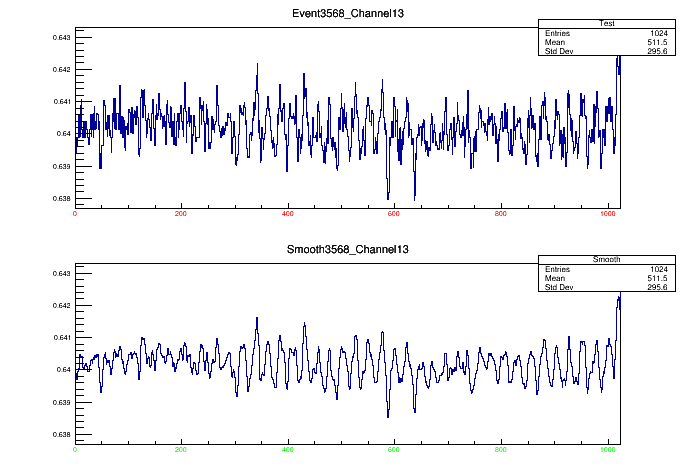 Event3568_Channel13
Test
Entries 1024
Mean 511.5
Std Dev 295.6
0.643
0.642
0.641
0.64
0.639
0.638
0 200 400 600 800 1000
Smooth3568_Channel13
Smooth
Entries 1024
Mean 511.5
Std Dev 295.6
0.643
0.642
0.641
0.64
0.639
0.638
0 200 400 600 800 1000